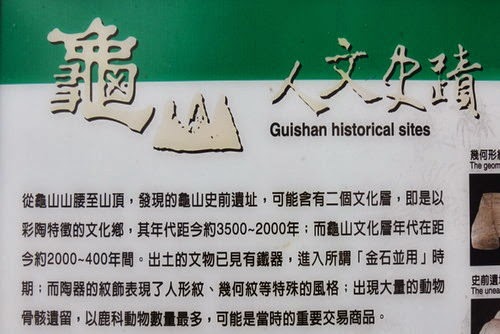 龜山人文史蹟
Guishan historical sites
從龜山山腰至山頂，發現的龜山史前遺址，可能含有二個文化層，即是以
彩陶特徵的文化鄉，其年代距今約3500~2000年；而龜山文化層年代在距
今約2000~400年間。出土的文物已見有鐵器，進入所謂「金石並用」時
期；而陶器的紋飾表現了人形紋、幾何紋等特殊的風格；出現大量的動物
骨骸遺留，以鹿科動物數量最多，可能是當時的重要交易商品。
幾何形
The geom
史前遺
The unea